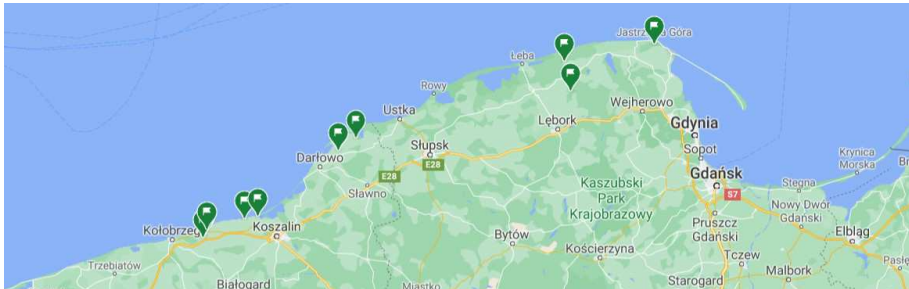 Jastrzębia Góra
Łeba
Rowy
Ustka
Wejherowo
Lębork
Gdynia
Sopot
Darłowo
Słupsk
E28
E28
Krynica
Morska
Sławno
Gdańsk
Stegna
S7
Kaszubski
Park
Krajobrazowy
Nowy Dwór
Gdański
Pruszcz
Gdański
Kołobrzeg
Koszalin
Bytów
Elbląg
Kościerzyna
Tczew
Trzebiatów
Malbork
Białogard
Miastko
Starogard